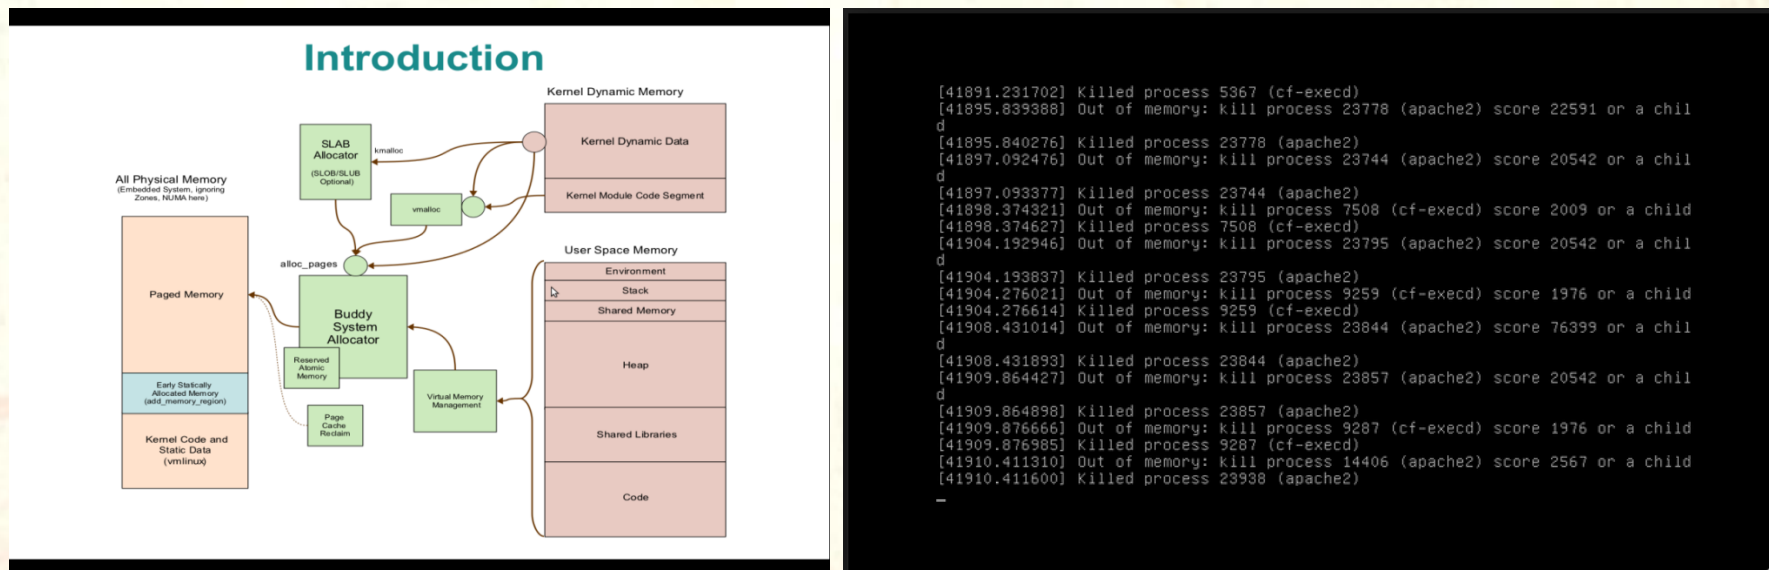 Introduction
Kernel Dynamic Memory
Kernel Dynamic Data
Kernel Module Code Segment
SLAB
Allocator
(SLOB/SLUB
Optional)
kmalloc
vmalloc
All Physical Memory
(Embedded System, ignoring
Zones, NUMA here)
Paged Memory
Early Statically
Allocated Memory
(add_memory_region)
Kernel Code and
Static Data
(vmlinux)
alloc_pages
Buddy
System
Allocator
Reserved
Atomic
Memory
Page
Cache
Reclaim
Virtual Memory
Management
User Space Memory
Environment
Stack
Shared Memory
Heap
Shared Libraries
Code
[41891.231702] Killed process 5367 (cf-execd)
[41895.839388] Out of memory: kill process 23778 (apache2) score 22591 or a chil
d
[41895.840276] Killed process 23778 (apache2)
[41897.092476] Out of memory: kill process 23744 (apache2) score 20542 or a chil
d
[41897.093377] Killed process 23744 (apache2)
[41898.374321] Out of memory: kill process 7508 (cf-execd) score 2009 or a child
[41898.374627] Killed process 7508 (cf-execd)
[41904.192946] Out of memory: kill process 23795 (apache2) score 20542 or a chil
d
[41904.193837] Killed process 23795 (apache2)
[41904.276021] Out of memory: kill process 9259 (cf-execd) score 1976 or a child
[41904.276614] Killed process 9259 (cf-execd)
[41908.431014] Out of memory: kill process 23844 (apache2) score 76399 or a chil
d
[41908.431893] Killed process 23844 (apache2)
[41909.864427] Out of memory: kill process 23857 (apache2) score 20542 or a chil
d
[41909.864898] Killed process 23857 (apache2)
[41909.876666] Out of memory: kill process 9287 (cf-execd) score 1976 or a child
[41909.876985] Killed process 9287 (cf-execd)
[41910.411310] Out of memory: kill process 14406 (apache2) score 2567 or a child
[41910.411600] Killed process 23938 (apache2)